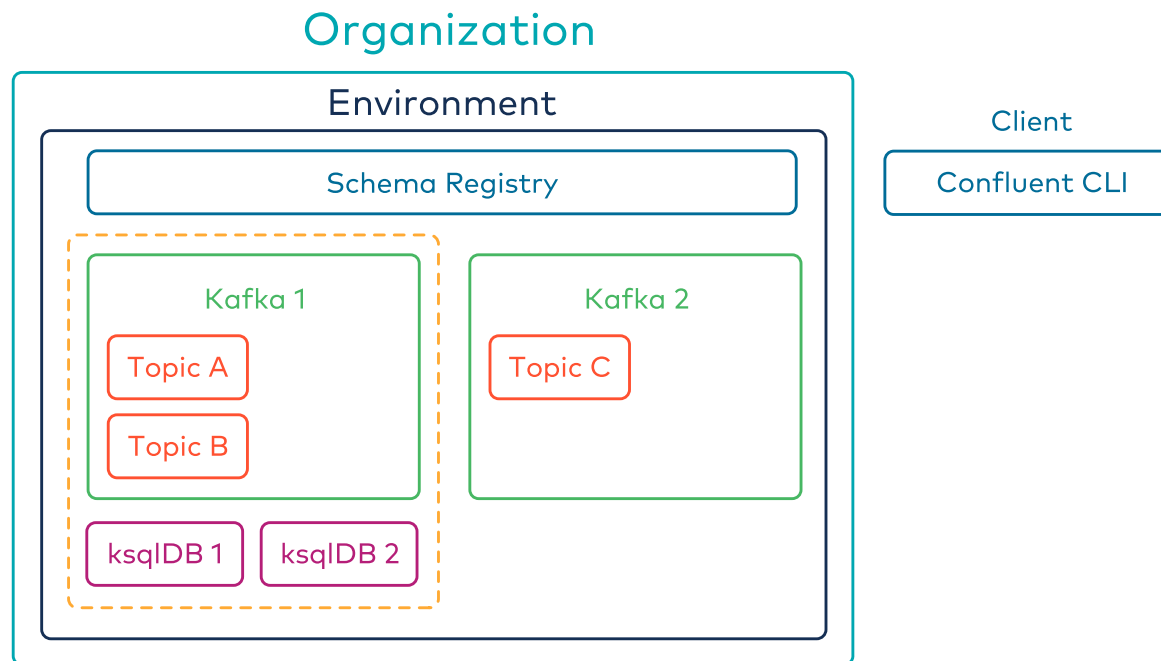 Organization
Environment
Client
Schema Registry
Confluent CLI
Kafka 1
Kafka 2
Topic A
Topic C
Topic B
ksqlDB 1
ksqlDB 2